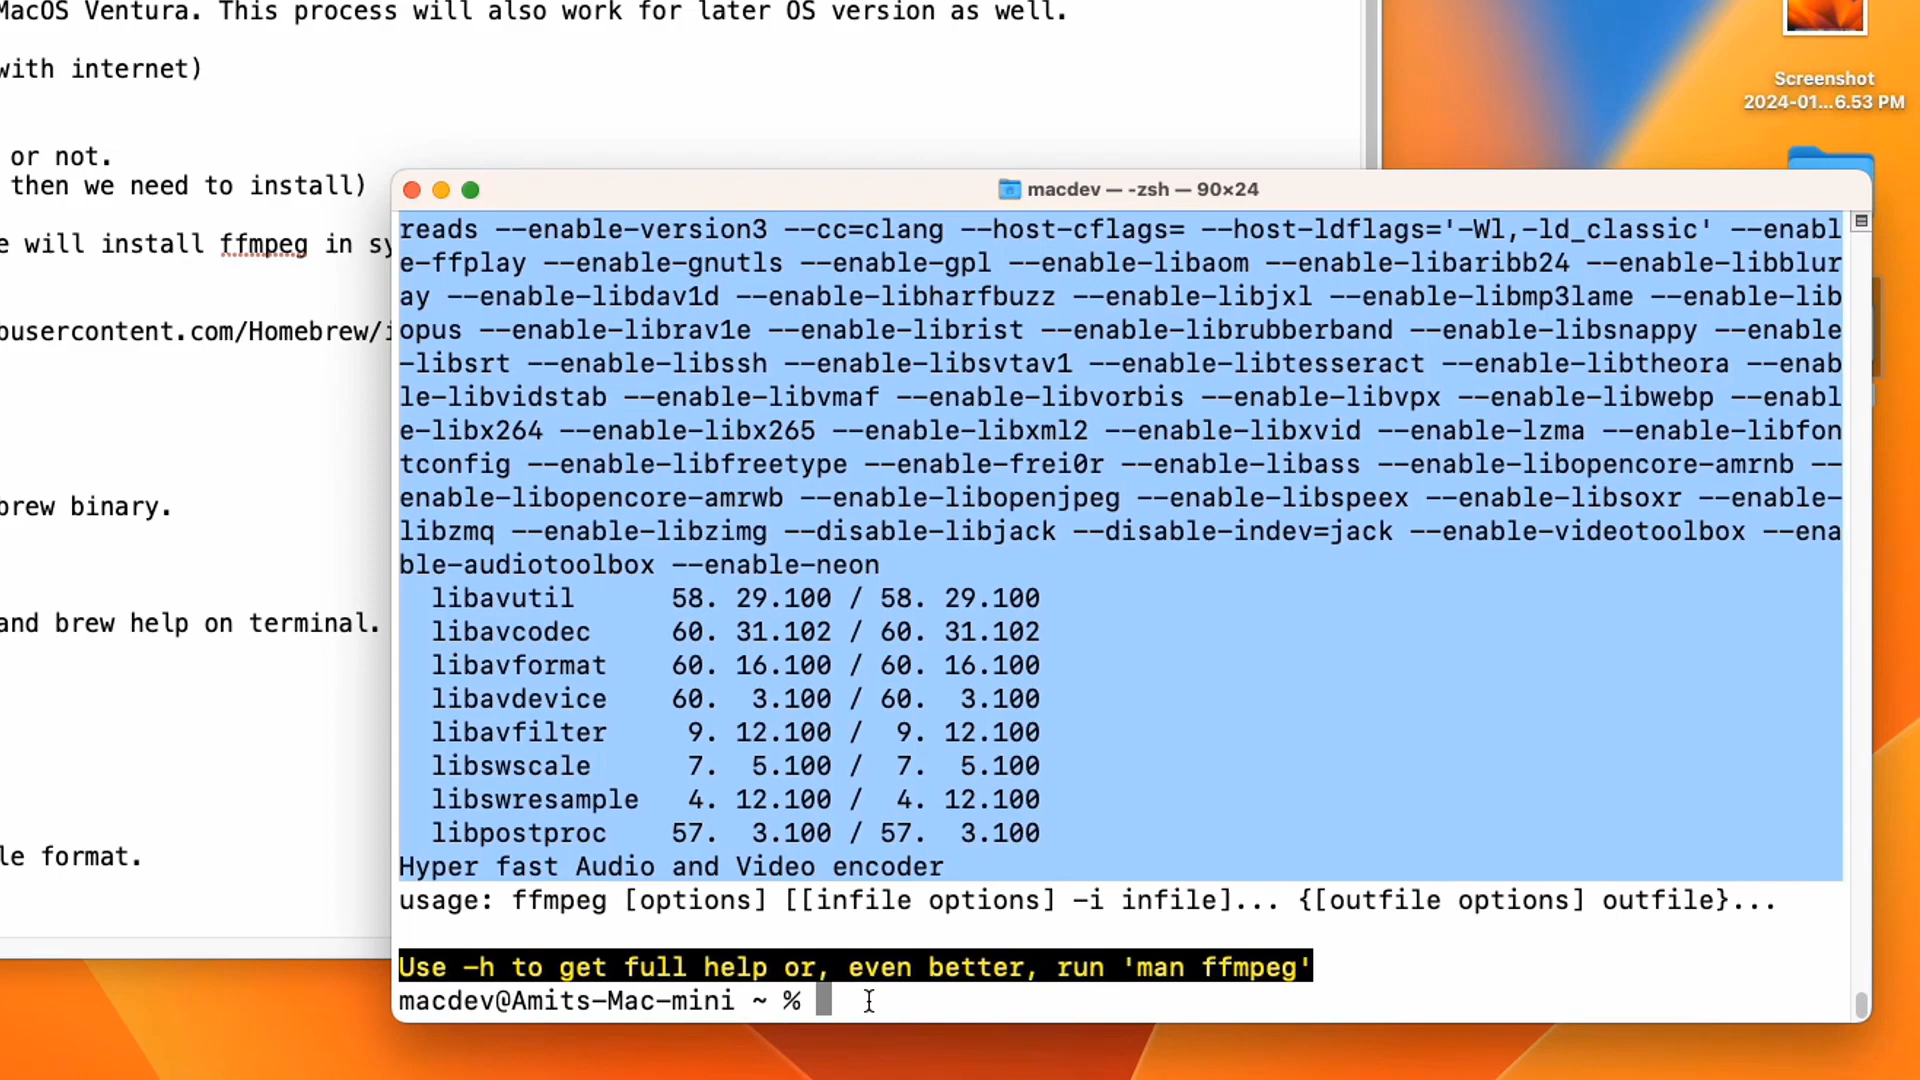 MacOS Ventura. This process will also work for later OS version as well.
with internet)
or not.
then we need to install)
e will install ffmpeg in sy
busercontent.com/Homebrew/i
brew binary.
and brew help on terminal.
le format.
Screenshot
2024-01...6.53 PM
macdev — -zsh — 90×24
reads --enable-version3 --cc=clang --host-cflags= --host-ldflags='-Wl,-ld_classic' --enabl
e-ffplay --enable-gnutls --enable-gpl --enable-libaom --enable-libaribb24 --enable-libblur
ay --enable-libdav1d --enable-libharfbuzz --enable-libjxl --enable-libmp3lame --enable-lib
opus --enable-librav1e --enable-librist --enable-librubberband --enable-libsnappy --enable
-libsrt --enable-libssh --enable-libsvtav1 --enable-libtesseract --enable-libtheora --enab
le-libvidstab --enable-libvmaf --enable-libvorbis --enable-libvpx --enable-libwebp --enabl
e-libx264 --enable-libx265 --enable-libxml2 --enable-libxvid --enable-lzma --enable-libfon
tconfig --enable-libfreetype --enable-frei0r --enable-libass --enable-libopencore-amrnb --
enable-libopencore-amrwb --enable-libopenjpeg --enable-libspeex --enable-libsoxr --enable-
libzmq --enable-libzimg --disable-libjack --disable-indev=jack --enable-videotoolbox --ena
ble-audiotoolbox --enable-neon
libavutil 58. 29.100 / 58. 29.100
libavcodec 60. 31.102 / 60. 31.102
libavformat 60. 16.100 / 60. 16.100
libavdevice 60. 3.100 / 60. 3.100
libavfilter 9. 12.100 / 9. 12.100
libswscale 7. 5.100 / 7. 5.100
libswresample 4. 12.100 / 4. 12.100
libpostproc 57. 3.100 / 57. 3.100
Hyper fast Audio and Video encoder
usage: ffmpeg [options] [[infile options] -i infile]... {[outfile options] outfile}...
Use -h to get full help or, even better, run 'man ffmpeg'
macdev@Amits-Mac-mini ~ %